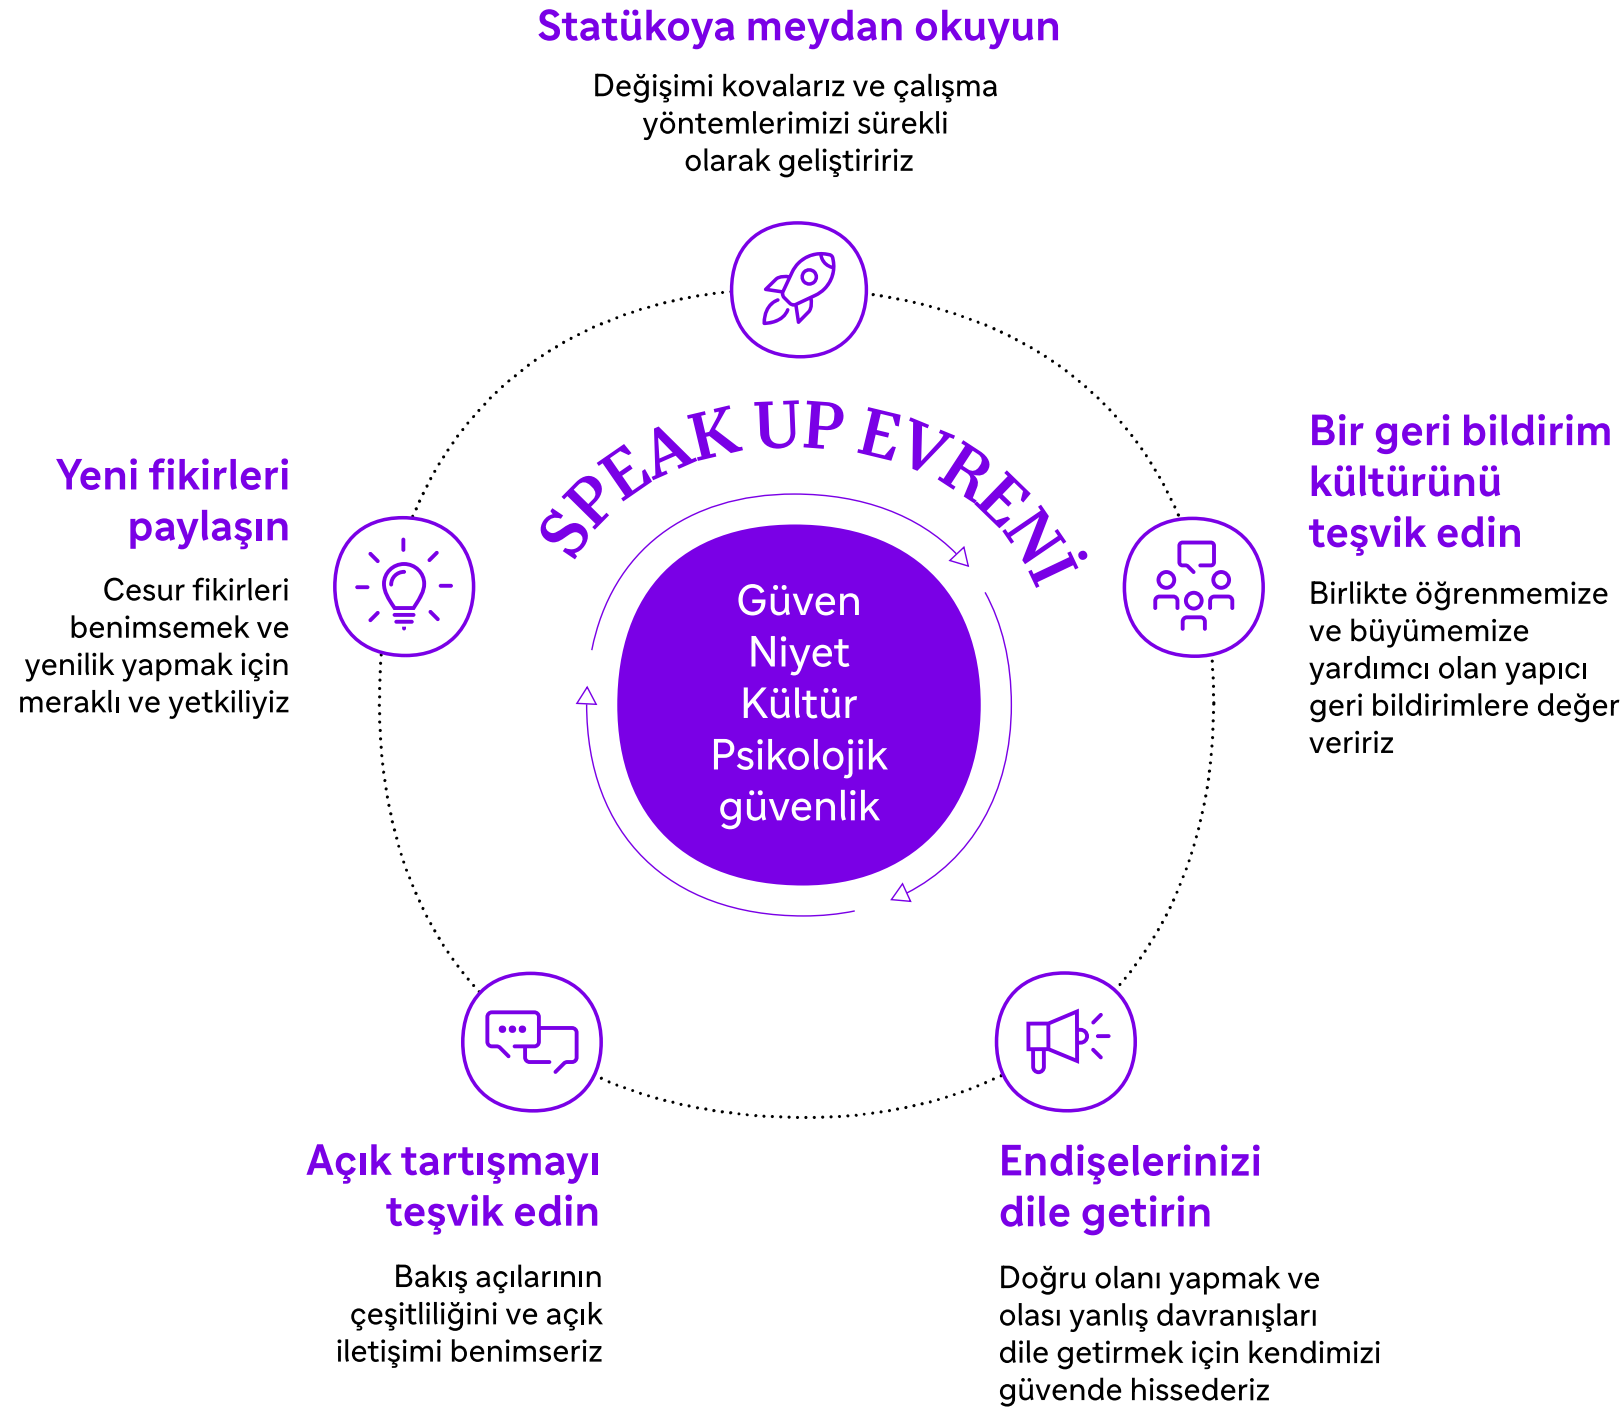 Statükoya meydan okuyun
Değişimi kovalarız ve çalışma
yöntemlerimizi sürekli
olarak geliştiririz
SPEAK UP EVRENİ
Güven
Niyet
Kültür
Psikolojik
güvenlik
Bir geri bildirim
kültürünü
teşvik edin
Birlikte öğrenmemize
ve büyümemize
yardımcı olan yapıcı
geri bildirimlere değer
veririz
Endişelerinizi
dile getirin
Doğru olanı yapmak ve
olası yanlış davranışları
dile getirmek için kendimizi
güvende hissederiz
Açık tartışmayı
teşvik edin
Bakış açılarının
çeşitliliğini ve açık
iletişimi benimseriz
Yeni fikirleri
paylaşın
Cesur fikirleri
benimsemek ve
yenilik yapmak için
meraklı ve yetkiliyiz